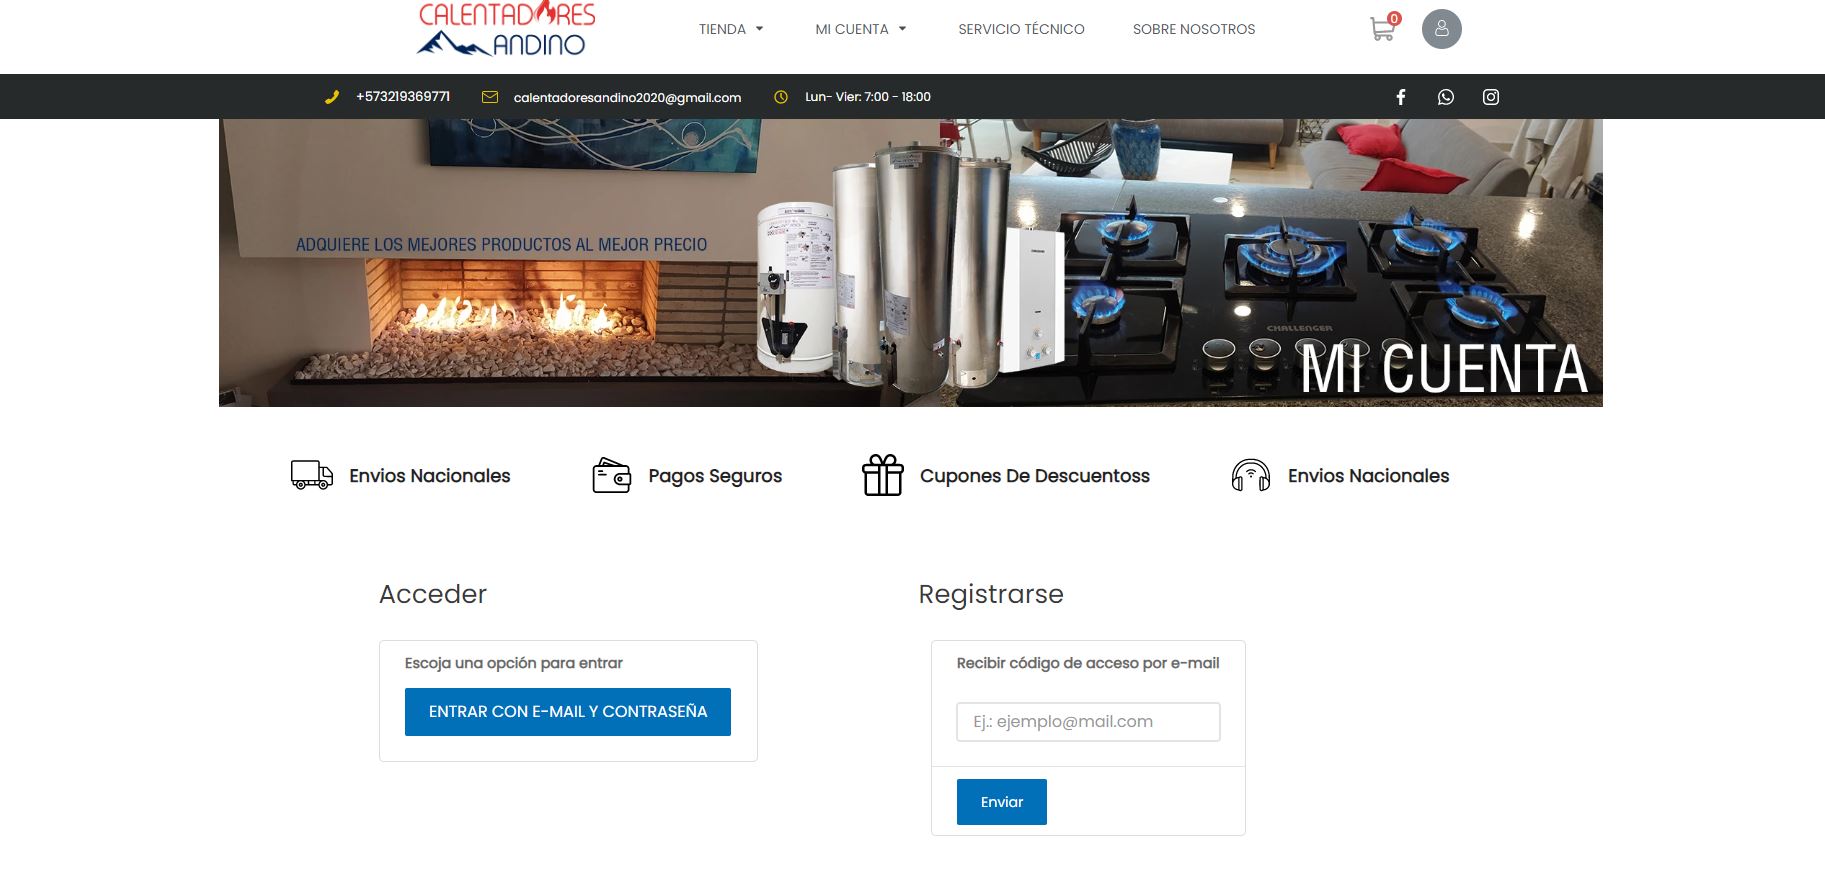 CALENTADORES
ANDINO
TIENDA
MI CUENTA
SERVICIO TÉCNICO
SOBRE NOSOTROS
0
+573219369771
calentadoresandino2020@gmail.com
Lun- Vier: 7:00 - 18:00
ADQUIERE LOS MEJORES PRODUCTOS AL MEJOR PRECIO
CHALLENGER
MI CUENTA
Envios Nacionales
Pagos Seguros
Cupones De Descuentoss
Envios Nacionales
Acceder
Escoja una opción para entrar
ENTRAR CON E-MAIL Y CONTRASEÑA
Registrarse
Recibir código de acceso por e-mail
Ej.: ejemplo@mail.com
Enviar